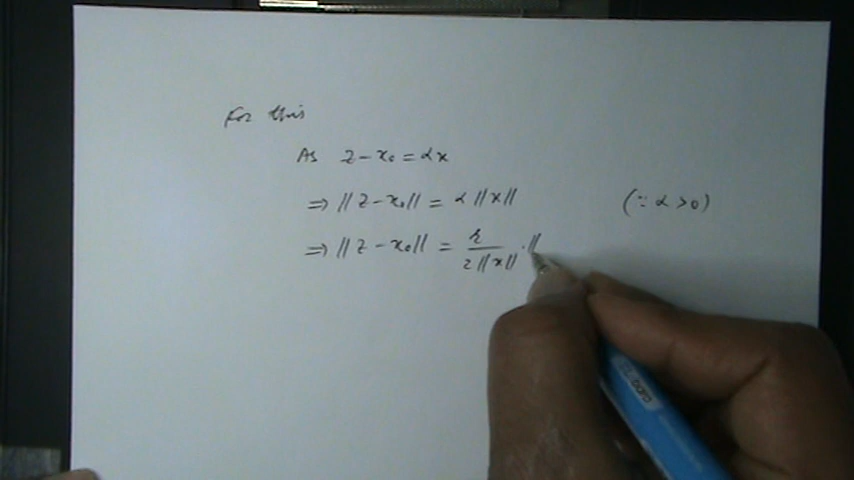 For this
As z - x₀ = αx
⇒ ||z - x₀|| = α ||x|| (∵ α > 0)
⇒ ||z - x₀|| = r / 2||x|| · ||